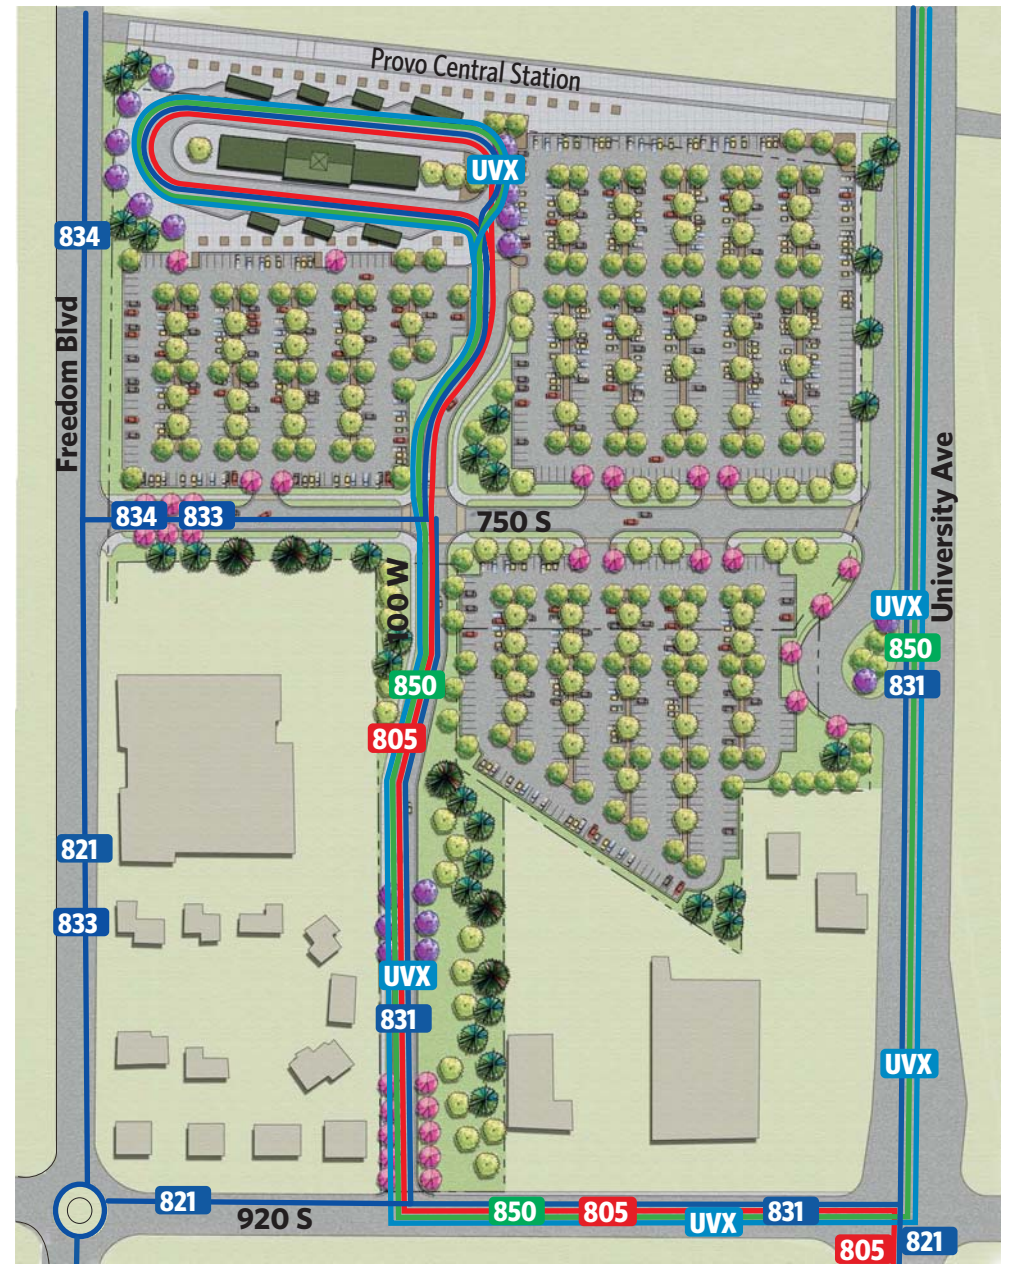 Provo Central Station
UVX
834
Freedom Blvd
University Ave
834 833
750 S
100 W
UVX
850
831
850
805
821
833
UVX
831
UVX
821
920 S
850 805 UVX 831
805 821